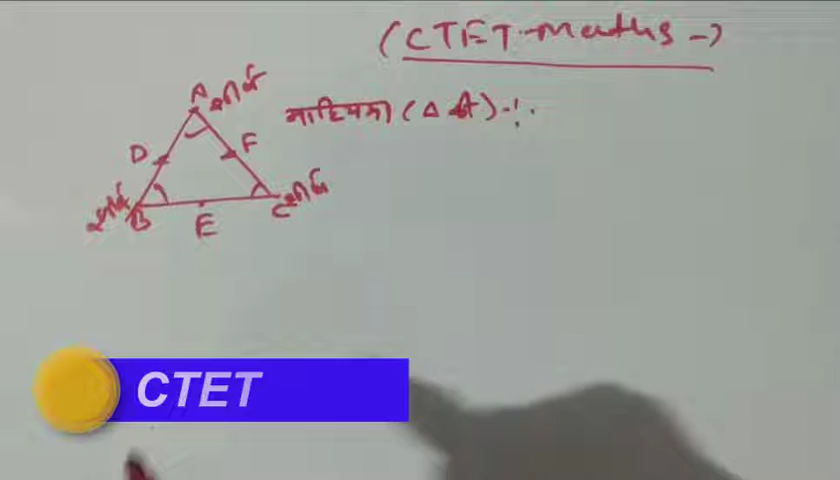 (CTET-Maths →)
A शीर्ष
माध्यिका (Δ की) -:
D
F
शीर्ष B
E
C शीर्ष
CTET